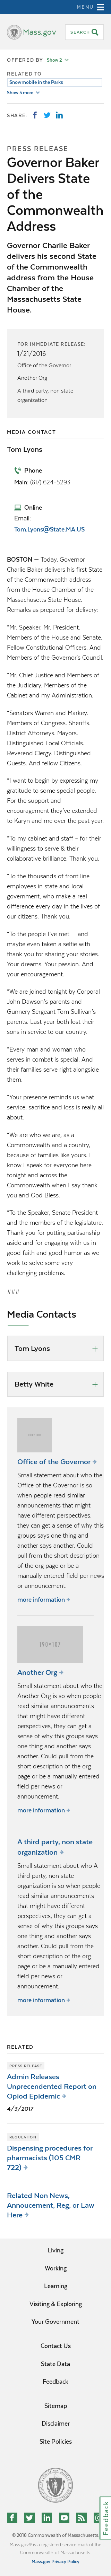 MENU
Mass.gov
SEARCH
OFFERED BY Show 2
RELATED TO
Snowmobile in the Parks
Show 5 more
SHARE:
PRESS RELEASE
Governor Baker
Delivers State
of the
Commonwealth
Address
Governor Charlie Baker
delivers his second State
of the Commonwealth
address from the House
Chamber of the
Massachusetts State
House.
FOR IMMEDIATE RELEASE:
1/21/2016
Office of the Governor
Another Org
A third party, non state
organization
MEDIA CONTACT
Tom Lyons
Phone
Main: (617) 624-5293
Online
Email:
Tom.Lyons@State.MA.US
BOSTON — Today, Governor
Charlie Baker delivers his first State
of the Commonwealth address
from the House Chamber of the
Massachusetts State House.
Remarks as prepared for delivery:
"Mr. Speaker. Mr. President.
Members of the House and Senate.
Fellow Constitutional Officers. And
Members of the Governor's Council.
"Mr. Chief Justice and Members of
the Judiciary. Members of the
Cabinet and my Administration.
"Senators Warren and Markey.
Members of Congress. Sheriffs.
District Attorneys. Mayors.
Distinguished Local Officials.
Reverend Clergy. Distinguished
Guests. And fellow Citizens.
"I want to begin by expressing my
gratitude for the support and
encouragement extended
to Karyn and me over the past year.
"To my cabinet and staff – for their
willingness to serve & their
collaborative brilliance. Thank you.
"To the thousands of front line
workers in state government, who
make a real difference every day in
the lives of our citizens. Thank you.
"To the people I've met – and
maybe even taken a selfie with –
thank you for sharing your stories.
Your dreams. Your passion. And
your encouragement.
"We are joined tonight by Corporal
John Dawson's parents and
Gunnery Sergeant Tom Sullivan's
parents. Last year both of their
sons were lost in service to our
country.
"Every man and woman who
serves our state and our nation –
and their families serve and sacrifice
right alongside them.
"Your presence reminds us what
service, sacrifice and loss is really all
about.
"We are who we are, as a
Commonwealth and a country,
because of families like yours. I
know I speak for everyone here
tonight and across the
Commonwealth when I say thank
you and God Bless.
"To the Speaker, Senate President
and the members of the legislature.
Thank you for putting partisanship
aside and for engaging with us in
an honest effort to solve some very
challenging problems.
###
Media Contacts
Tom Lyons
Betty White
Office of the Governor
Small statement about what the
Office of the Governor is so
when people read similar
announcements that might
have different
perspectives, they can get a
sense of why this groups says
one thing and another says
another. Could pull from the
short description of the
org page or be a
manually entered field per news
or announcement.
more information
Another Org
Small statement about who the
Another Org is so when people
read similar announcements
that might have different
perspectives, they can get a
sense of why this groups says
one thing and another says
another. Could pull from the
short description of the org
page or be a manually entered
field per news or
announcement.
more information
A third party, non state
organization
Small statement about who A
third party, non state
organization is so when people
read similar announcements
that might have different
perspectives, they can get a
sense of why this groups says
one thing and another says
another. Could pull from the
short description of the org
page or be a manually entered
field per news or
announcement.
more information
RELATED
PRESS RELEASE
Admin Releases
Unprecendented Report on
Opiod Epidemic
4/3/2017
REGULATION
Dispensing procedures for
pharmacists (105 CMR
722)
Related Non News,
Annoucement, Reg, or Law
Here
Living
Working
Learning
Visiting & Exploring
Your Government
Contact Us
State Data
Feedback
Sitemap
Disclaimer
Site Policies
Feedback
© 2018 Commonwealth of Massachusetts.
Mass.gov® is a registered service mark of the
Commonwealth of Massachusetts.
Mass.gov Privacy Policy